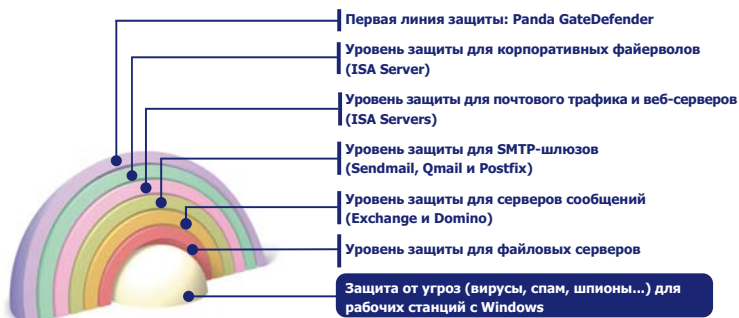 Первая линия защиты: Panda GateDefender
Уровень защиты для корпоративных файерволов
(ISA Server)
Уровень защиты для почтового трафика и веб-серверов
(ISA Servers)
Уровень защиты для SMTP-шлюзов
(Sendmail, Qmail и Postfix)
Уровень защиты для серверов сообщений
(Exchange и Domino)
Уровень защиты для файловых серверов
Защита от угроз (вирусы, спам, шпионы...) для
рабочих станций с Windows